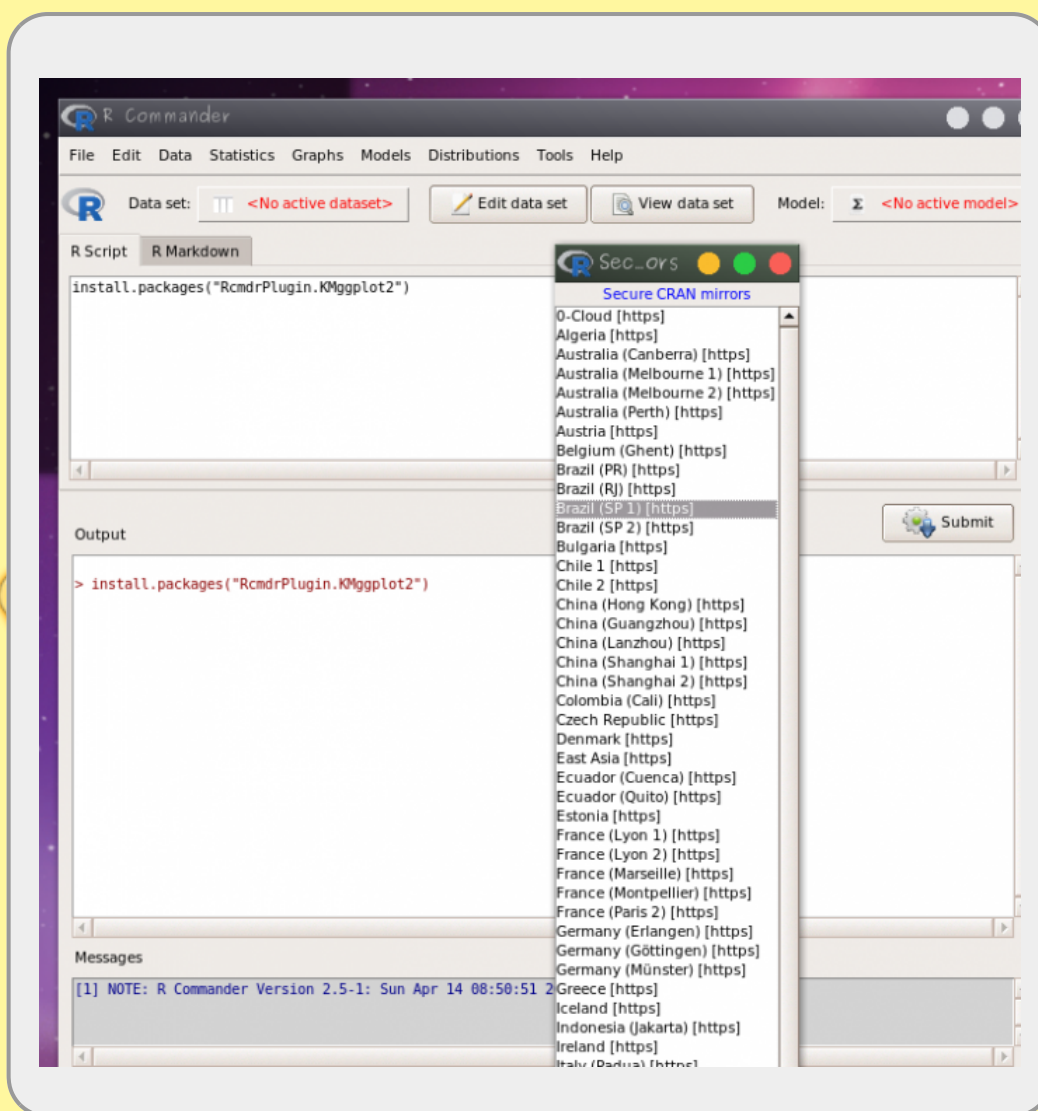 R Commander
File Edit Data Statistics Graphs Models Distributions Tools Help
R Data set: <No active dataset> Edit data set View data set Model: Σ <No active model>
R Script R Markdown
install.packages("RcmdrPlugin.KMggplot2")
Submit
Output
> install.packages("RcmdrPlugin.KMggplot2")
Messages
[1] NOTE: R Commander Version 2.5-1: Sun Apr 14 08:50:51 2
Sec_ors
Secure CRAN mirrors
0-Cloud [https]
Algeria [https]
Australia (Canberra) [https]
Australia (Melbourne 1) [https]
Australia (Melbourne 2) [https]
Australia (Perth) [https]
Austria [https]
Belgium (Ghent) [https]
Brazil (PR) [https]
Brazil (RJ) [https]
Brazil (SP 1) [https]
Brazil (SP 2) [https]
Bulgaria [https]
Chile 1 [https]
Chile 2 [https]
China (Hong Kong) [https]
China (Guangzhou) [https]
China (Lanzhou) [https]
China (Shanghai 1) [https]
China (Shanghai 2) [https]
Colombia (Cali) [https]
Czech Republic [https]
Denmark [https]
East Asia [https]
Ecuador (Cuenca) [https]
Ecuador (Quito) [https]
Estonia [https]
France (Lyon 1) [https]
France (Lyon 2) [https]
France (Marseille) [https]
France (Montpellier) [https]
France (Paris 2) [https]
Germany (Erlangen) [https]
Germany (Göttingen) [https]
Germany (Münster) [https]
Greece [https]
Iceland [https]
Indonesia (Jakarta) [https]
Ireland [https]
Italy (Padua) [https]